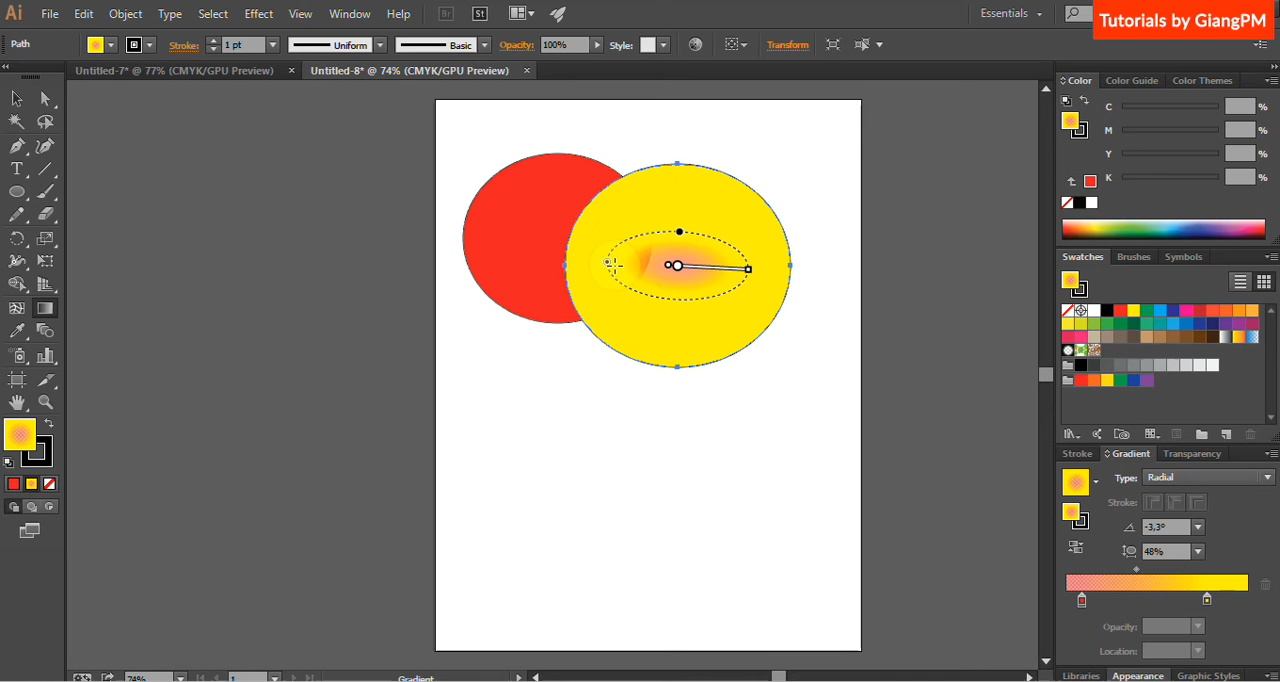 Ai File Edit Object Type Select Effect View Window Help Br St Essentials
Tutorials by GiangPM
Path Stroke: 1 pt Uniform Basic Opacity: 100% Style: Transform
Untitled-7* @ 77% (CMYK/GPU Preview) × Untitled-8* @ 74% (CMYK/GPU Preview) ×
Color Color Guide Color Themes
C %
M %
Y %
K %
Swatches Brushes Symbols
Stroke Gradient Transparency
Type: Radial
Stroke:
-3,3°
48%
Opacity:
Location:
74% 1 Gradient
Libraries Appearance Graphic Styles